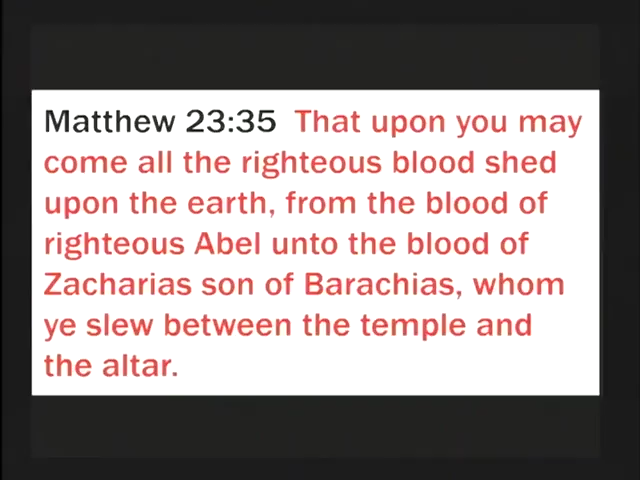 Matthew 23:35 That upon you may
come all the righteous blood shed
upon the earth, from the blood of
righteous Abel unto the blood of
Zacharias son of Barachias, whom
ye slew between the temple and
the altar.